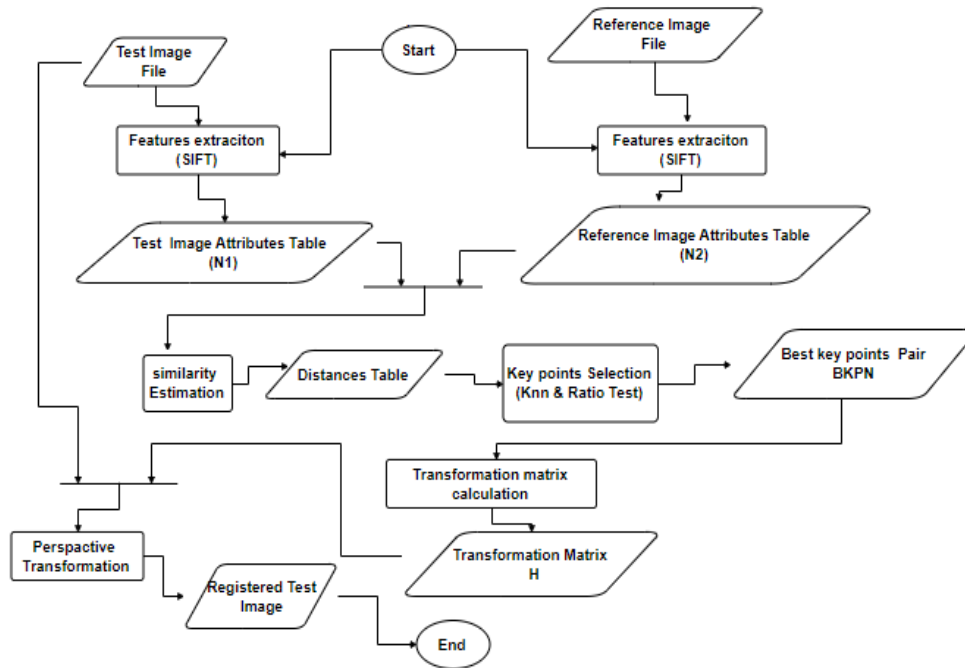 Test Image
File
Start
Reference Image
File
Features extraciton
(SIFT)
Features extraciton
(SIFT)
Test Image Attributes Table
(N1)
Reference Image Attributes Table
(N2)
similarity
Estimation
Distances Table
Key points Selection
(Knn & Ratio Test)
Best key points Pair
BKPN
Transformation matrix
calculation
Perspactive
Transformation
Transformation Matrix
H
Registered Test
Image
End